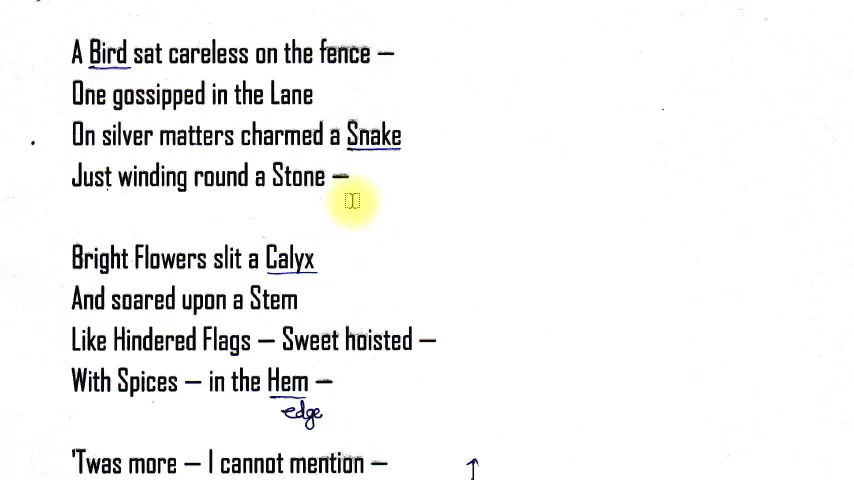 A Bird sat careless on the fence —
One gossipped in the Lane
On silver matters charmed a Snake
Just winding round a Stone —
Bright Flowers slit a Calyx
And soared upon a Stem
Like Hindered Flags — Sweet hoisted —
With Spices — in the Hem —
edge
'Twas more — I cannot mention —